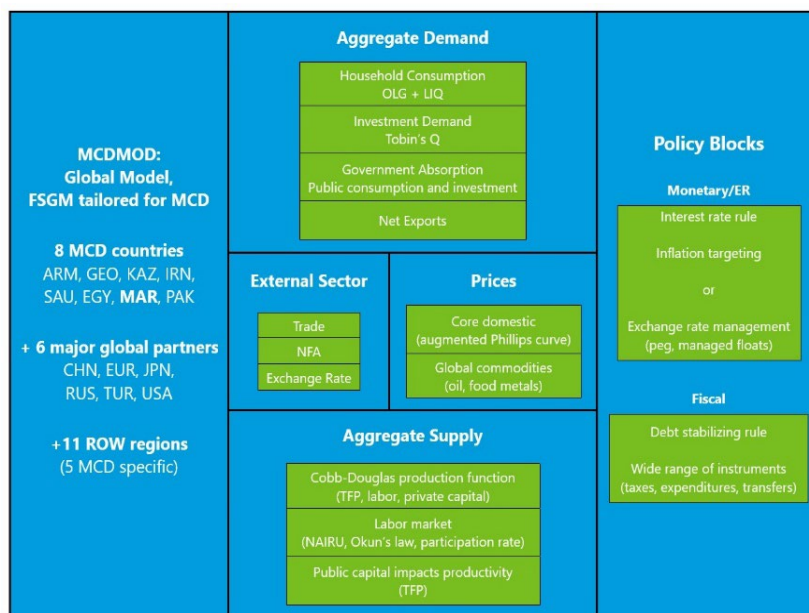 MCDMOD:
Global Model,
FSGM tailored for MCD
8 MCD countries
ARM, GEO, KAZ, IRN,
SAU, EGY, MAR, PAK
+ 6 major global partners
CHN, EUR, JPN,
RUS, TUR, USA
+11 ROW regions
(5 MCD specific)
Aggregate Demand
Household Consumption
OLG + LIQ
Investment Demand
Tobin's Q
Government Absorption
Public consumption and investment
Net Exports
External Sector
Trade
NFA
Exchange Rate
Prices
Core domestic
(augmented Phillips curve)
Global commodities
(oil, food metals)
Aggregate Supply
Cobb-Douglas production function
(TFP, labor, private capital)
Labor market
(NAIRU, Okun's law, participation rate)
Public capital impacts productivity
(TFP)
Policy Blocks
Monetary/ER
Interest rate rule
Inflation targeting
or
Exchange rate management
(peg, managed floats)
Fiscal
Debt stabilizing rule
Wide range of instruments
(taxes, expenditures, transfers)